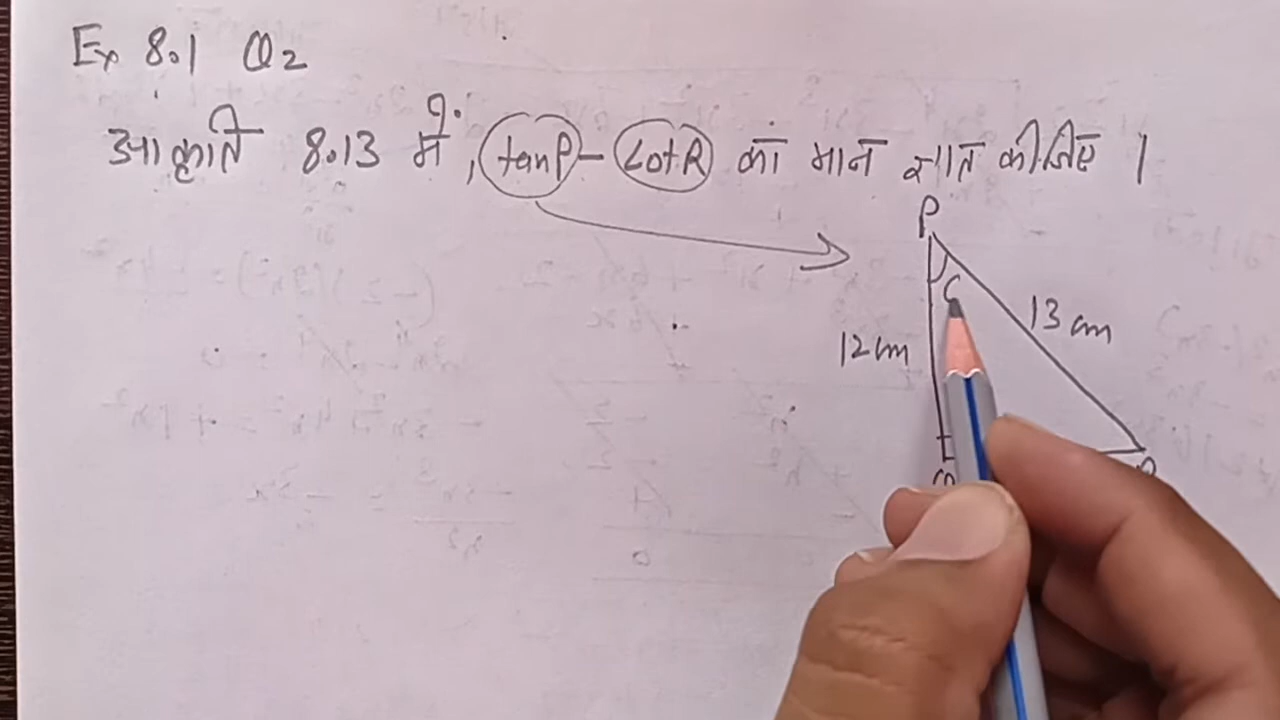 Ex 8.1 Q2
आकृति 8.13 में, tanP - CotR का मान ज्ञात कीजिए ।
P
13 cm
12 cm
Q